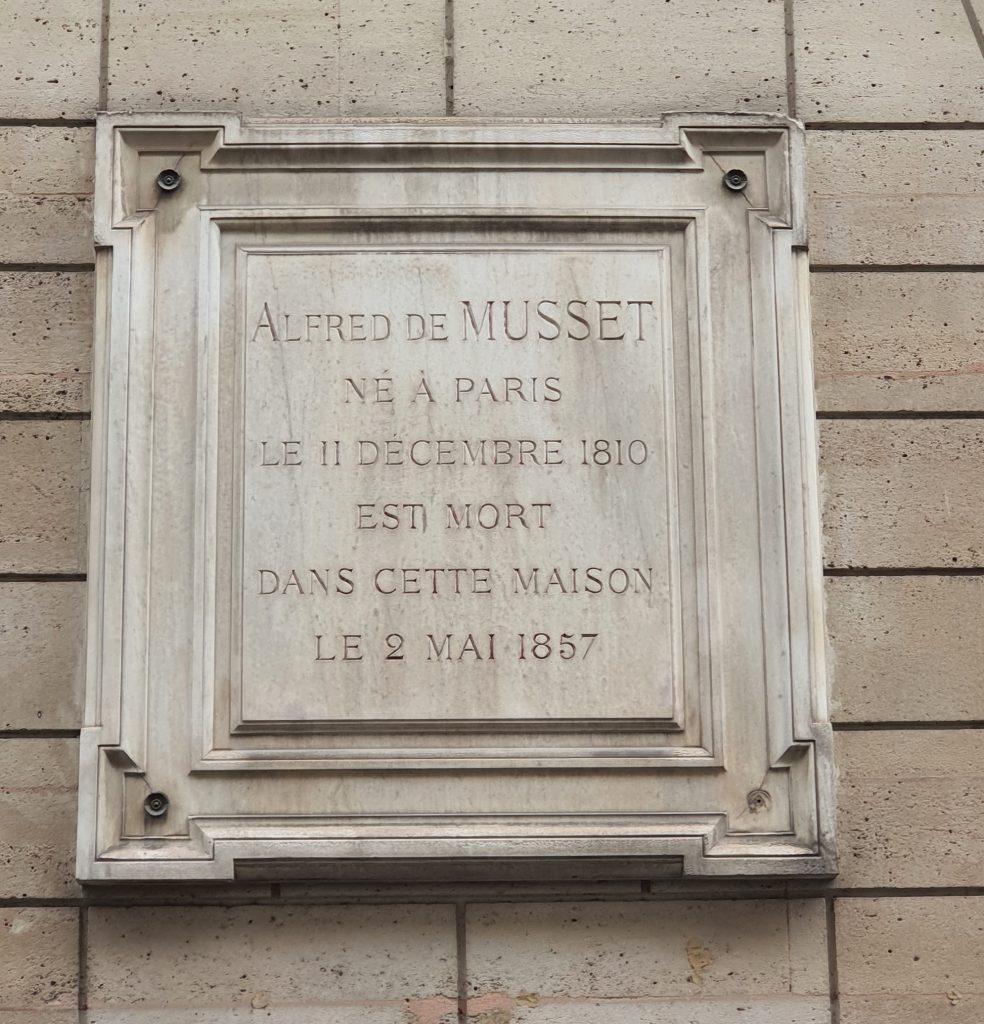 ALFRED DE MUSSET
NÉ À PARIS
LE 11 DÉCEMBRE 1810
EST MORT
DANS CETTE MAISON
LE 2 MAI 1857